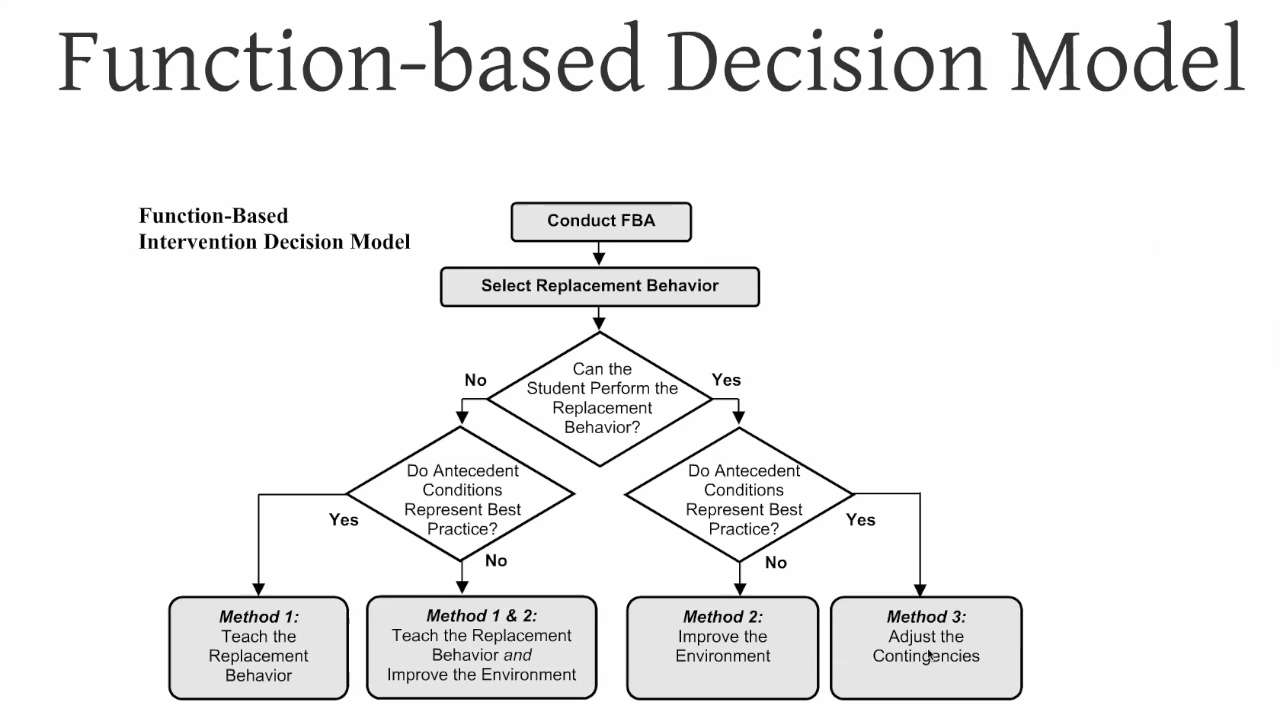 Function-based Decision Model
Function-Based
Intervention Decision Model
Conduct FBA
Select Replacement Behavior
Can the
Student Perform the
Replacement
Behavior?
No
Yes
Do Antecedent
Conditions
Represent Best
Practice?
Yes
No
Do Antecedent
Conditions
Represent Best
Practice?
Yes
No
Method 1:
Teach the
Replacement
Behavior
Method 1 & 2:
Teach the Replacement
Behavior and
Improve the Environment
Method 2:
Improve the
Environment
Method 3:
Adjust the
Contingencies